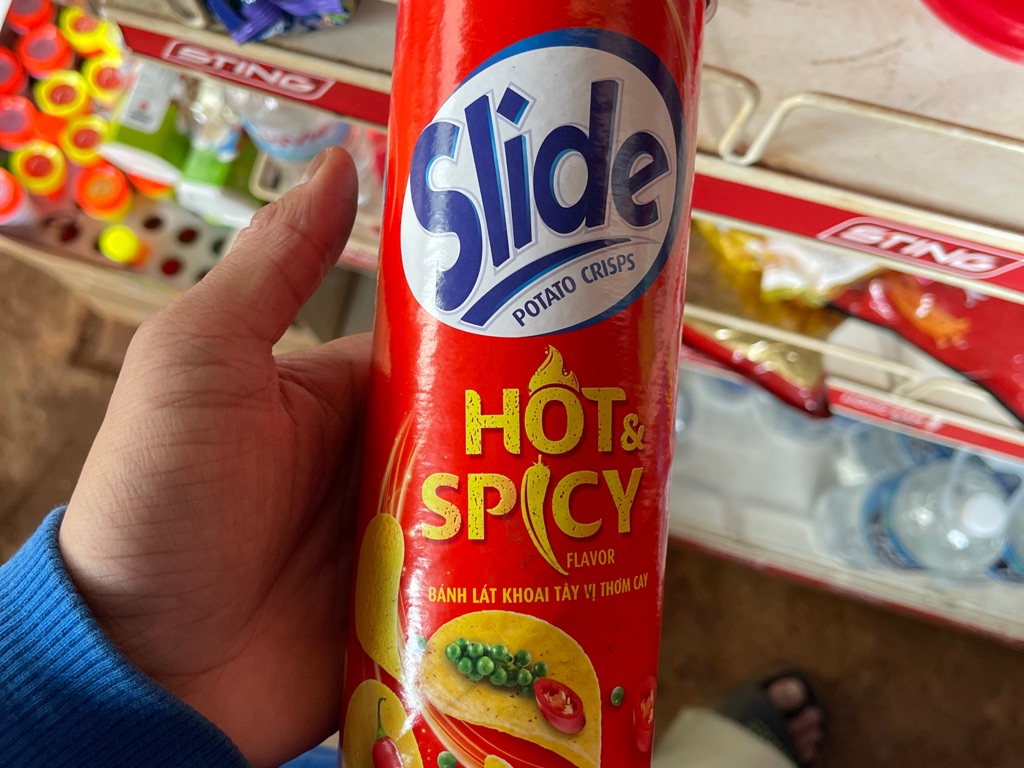 STING
Slide
POTATO CRISPS
STING
HOT &
SPICY
FLAVOR
BÁNH LÁT KHOAI TÂY VỊ THƠM CAY